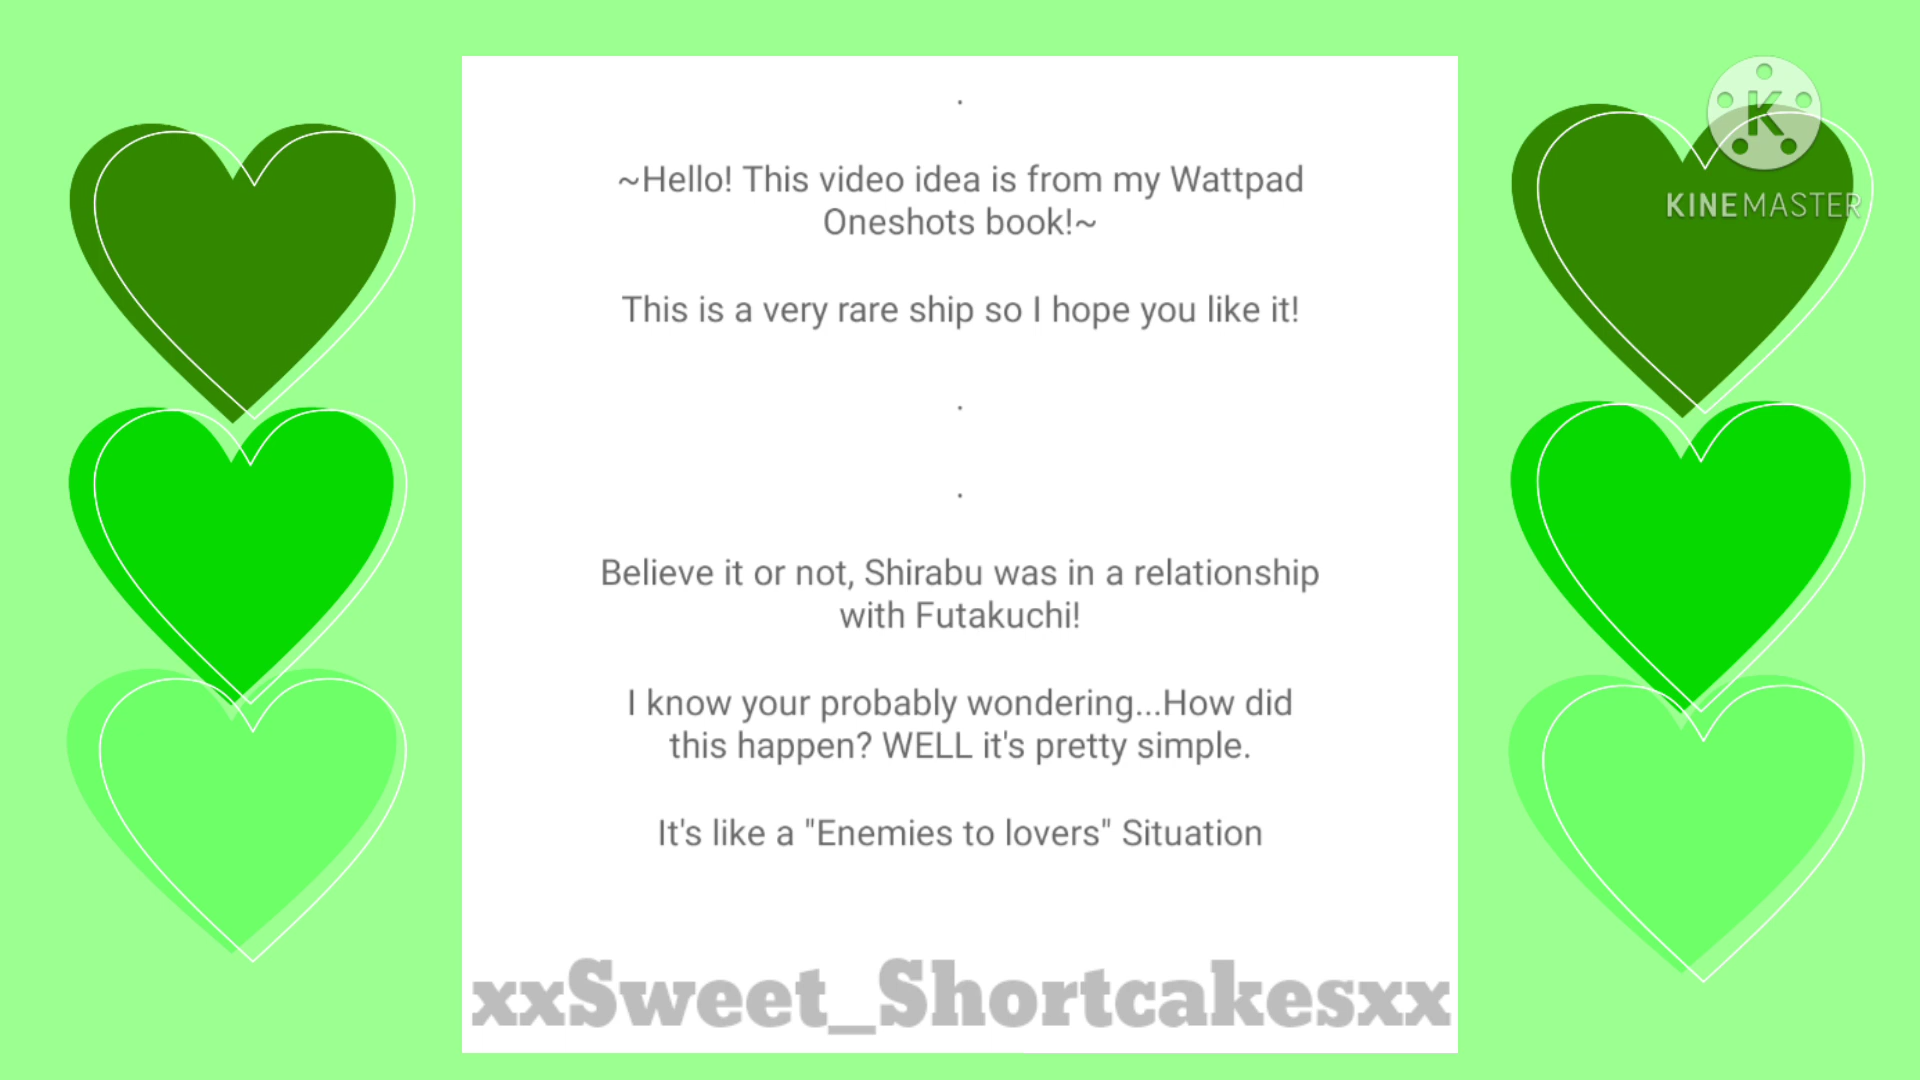 .
~Hello! This video idea is from my Wattpad
Oneshots book!~
This is a very rare ship so I hope you like it!
.
.
Believe it or not, Shirabu was in a relationship
with Futakuchi!
I know your probably wondering...How did
this happen? WELL it's pretty simple.
It's like a "Enemies to lovers" Situation
xxSweet_Shortcakesxx
K
KINEMASTER